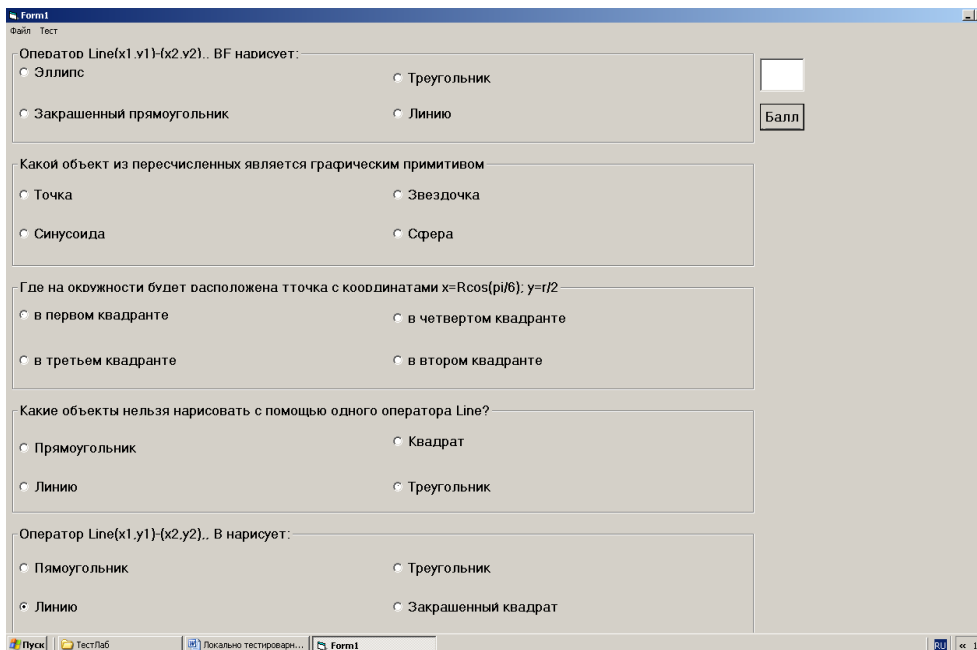 Form1
Файл Тест
Оператор Line(x1,y1)-(x2,y2),, BF нарисует:
Эллипс
Треугольник
Закрашенный прямоугольник
Линию
Балл
Какой объект из пересчисленных является графическим примитивом
Точка
Звездочка
Синусоида
Сфера
Где на окружности будет расположена тточка с координатами x=Rcos(pi/6); y=r/2
в первом квадранте
в четвертом квадранте
в третьем квадранте
в втором квадранте
Какие объекты нельзя нарисовать с помощью одного оператора Line?
Прямоугольник
Квадрат
Линию
Треугольник
Оператор Line(x1,y1)-(x2,y2),, B нарисует:
Пямоугольник
Треугольник
Линию
Закрашенный квадрат
Пуск ТестЛаб Локально тестироварн... Form1 RU « 1